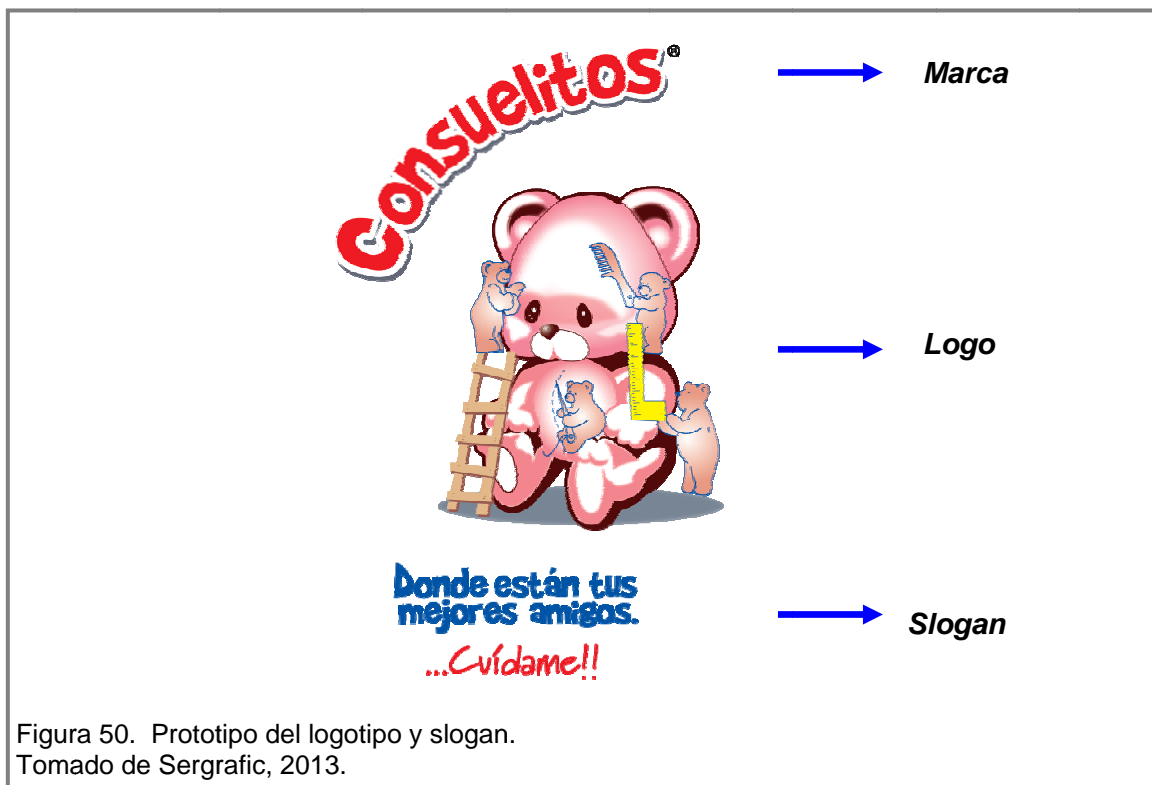 Consuelitos®
Marca
Logo
Donde están tus
mejores amigos.
...Cuídame!!
Slogan
Figura 50. Prototipo del logotipo y slogan.
Tomado de Sergrafic, 2013.